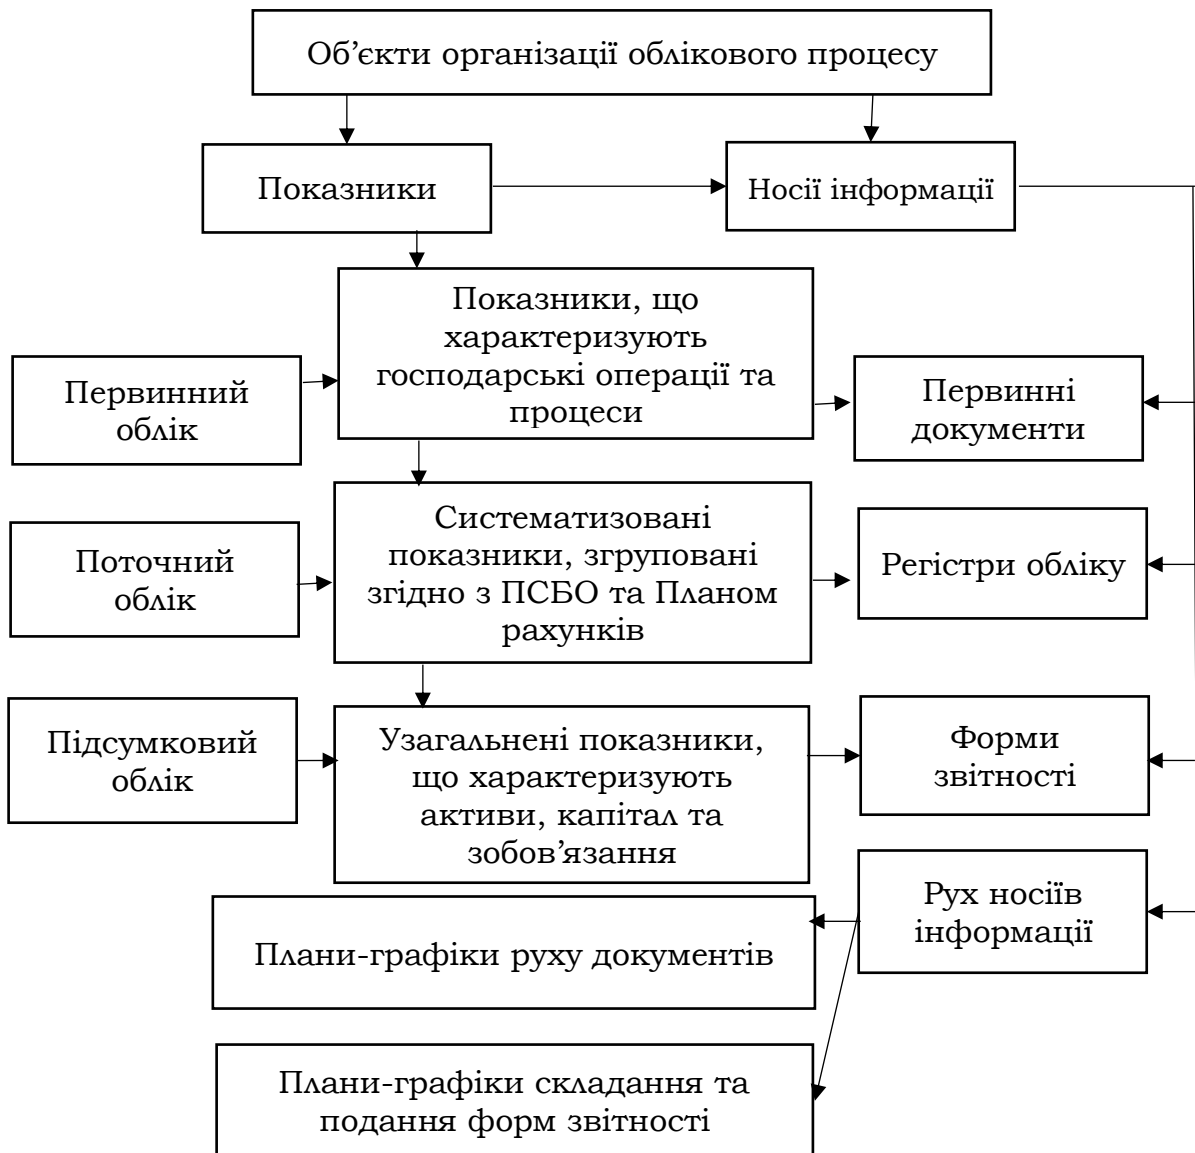 Об’єкти організації облікового процесу
Показники
Носії інформації
Показники, що
характеризують
господарські операції та
процеси
Первинний
облік
Первинні
документи
Систематизовані
показники, згруповані
згідно з ПСБО та Планом
рахунків
Поточний
облік
Регістри обліку
Підсумковий
облік
Узагальнені показники,
що характеризують
активи, капітал та
зобов’язання
Форми
звітності
Рух носіїв
інформації
Плани-графіки руху документів
Плани-графіки складання та
подання форм звітності